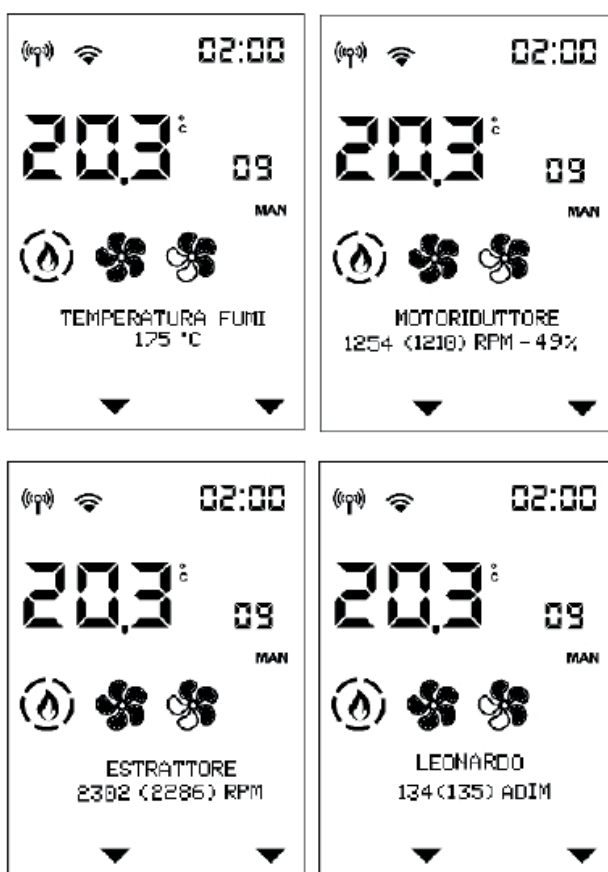 02:00
20.3 °C
09
MAN
TEMPERATURA FUMI
175 °C
02:00
20.3 °C
09
MAN
MOTORIDUTTORE
1254 (1210) RPM - 49%
02:00
20.3 °C
09
MAN
ESTRATTORE
2302 (2286) RPM
02:00
20.3 °C
09
MAN
LEONARDO
134 (135) ADIM